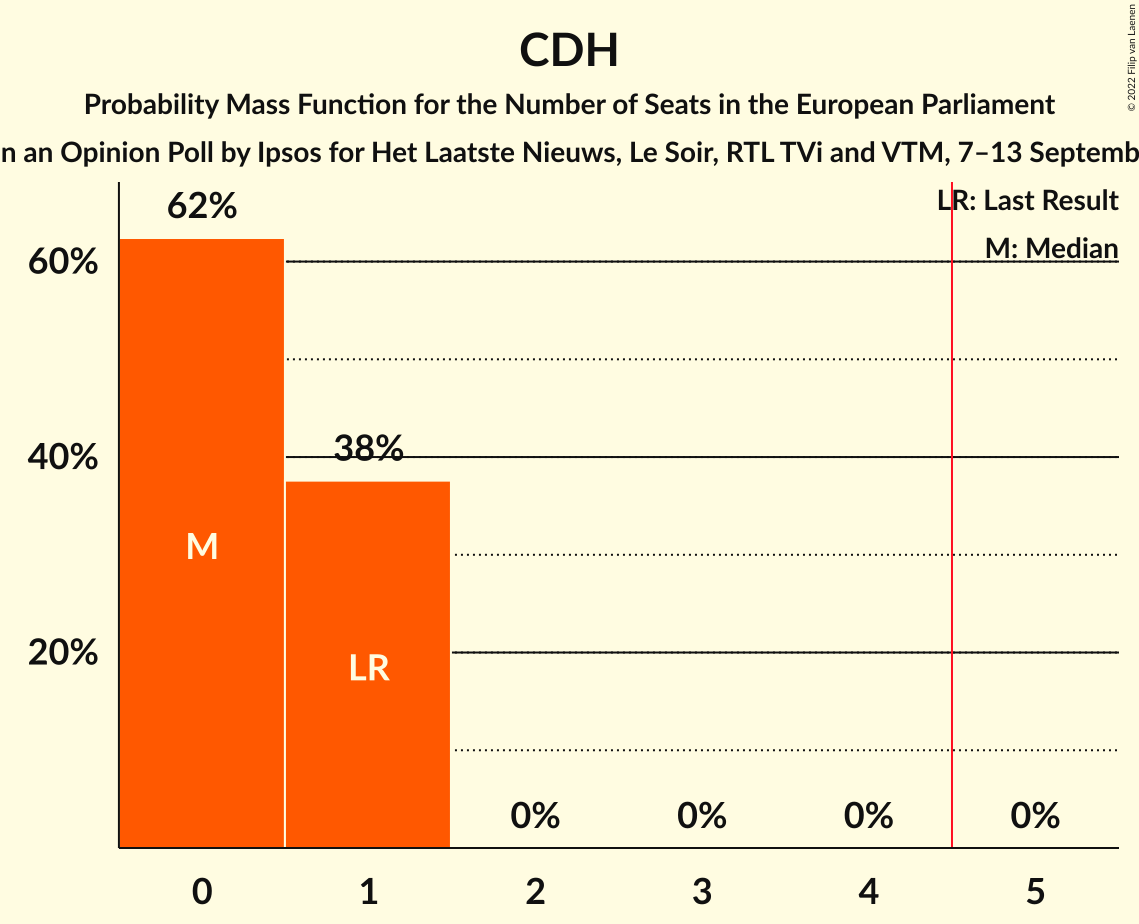 CDH
Probability Mass Function for the Number of Seats in the European Parliament
n an Opinion Poll by Ipsos for Het Laatste Nieuws, Le Soir, RTL TVi and VTM, 7–13 Septemb
© 2022 Filip van Laenen
LR: Last Result
M: Median
62%
60%
38%
40%
M
LR
20%
0% 0% 0% 0%
0 1 2 3 4 5